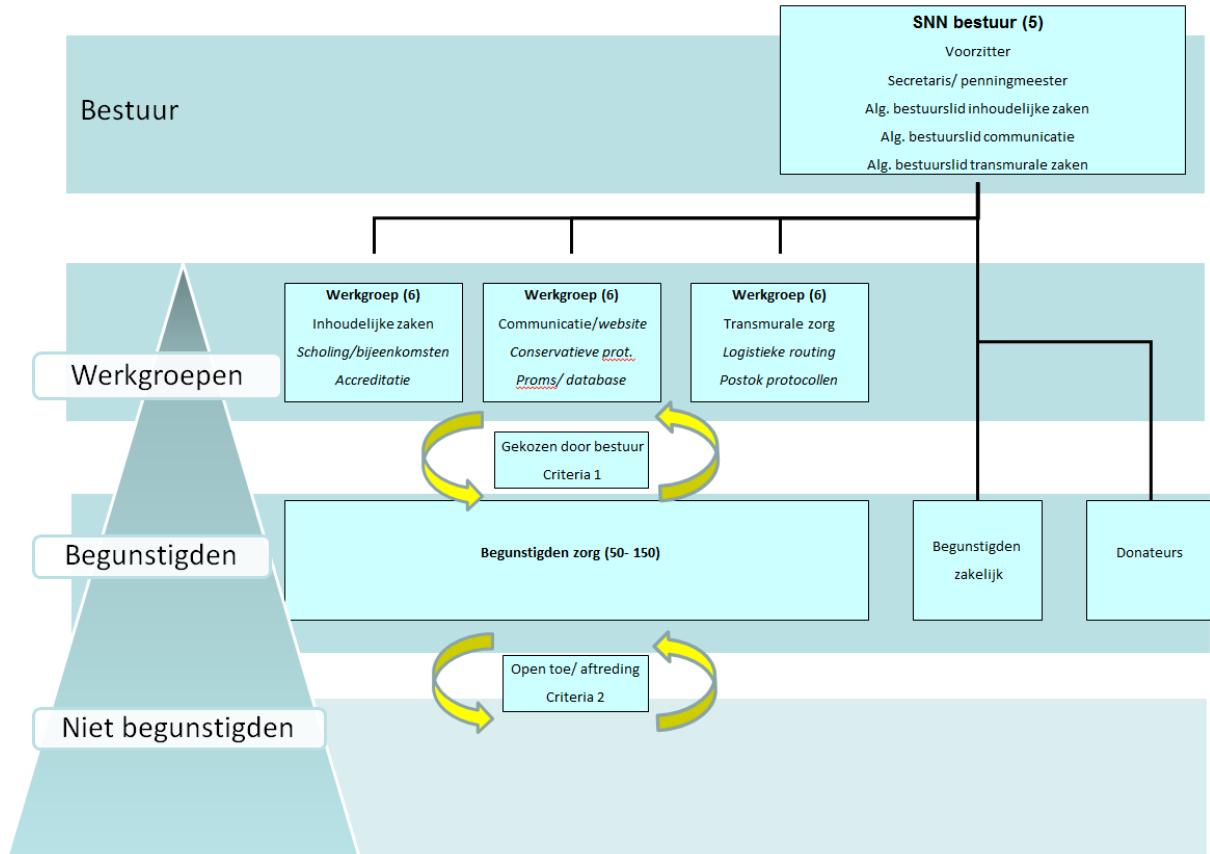 SNN bestuur (5)
Voorzitter
Secretaris/ penningmeester
Alg. bestuurslid inhoudelijke zaken
Alg. bestuurslid communicatie
Alg. bestuurslid transmurale zaken
Bestuur
Werkgroep (6)
Inhoudelijke zaken
Scholing/bijeenkomsten
Accreditatie
Werkgroep (6)
Communicatie/website
Conservatieve prot.
Proms/ database
Werkgroep (6)
Transmurale zorg
Logistieke routing
Postok protocollen
Werkgroepen
Gekozen door bestuur
Criteria 1
Begunstigden
Begunstigden zorg (50- 150)
Begunstigden
zakelijk
Donateurs
Open toe/ aftreding
Criteria 2
Niet begunstigden